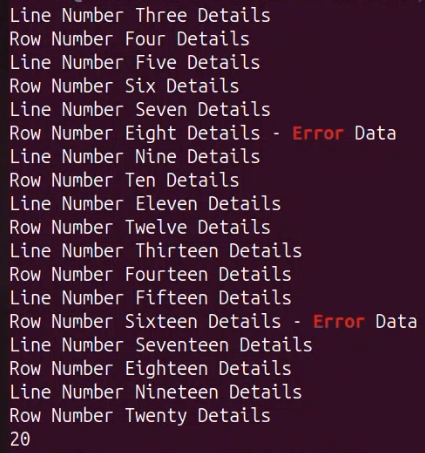 Line Number Three Details
Row Number Four Details
Line Number Five Details
Row Number Six Details
Line Number Seven Details
Row Number Eight Details - Error Data
Line Number Nine Details
Row Number Ten Details
Line Number Eleven Details
Row Number Twelve Details
Line Number Thirteen Details
Row Number Fourteen Details
Line Number Fifteen Details
Row Number Sixteen Details - Error Data
Line Number Seventeen Details
Row Number Eighteen Details
Line Number Nineteen Details
Row Number Twenty Details
20